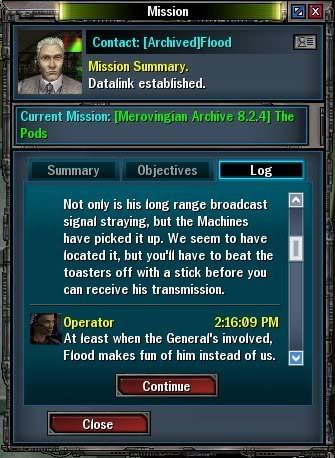 Mission
Contact: [Archived]Flood
Mission Summary.
Datalink established.
Current Mission: [Merovingian Archive 8.2.4] The
Pods
Summary
Objectives
Log
Not only is his long range broadcast
signal straying, but the Machines
have picked it up. We seem to have
located it, but you'll have to beat the
toasters off with a stick before you
can receive his transmission.
Operator 2:16:09 PM
At least when the General's involved,
Flood makes fun of him instead of us.
Continue
Close